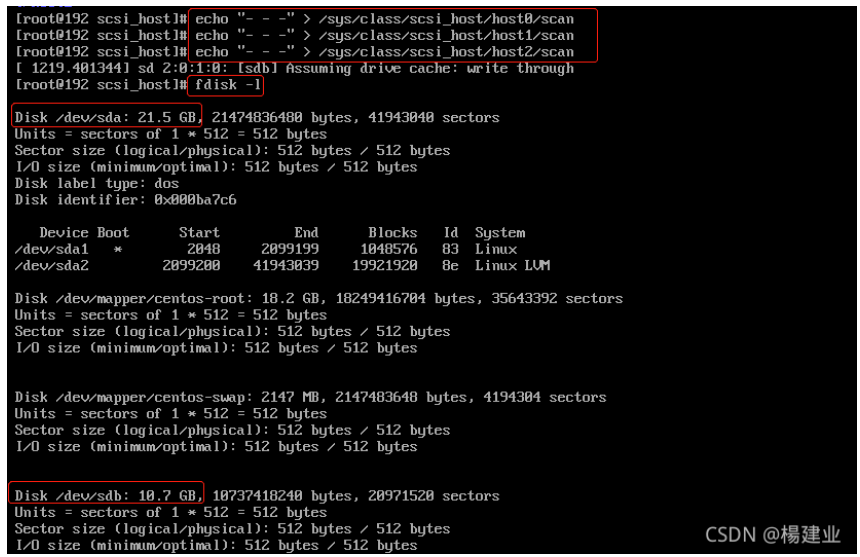 [root@192 scsi_host]# echo "- - -" > /sys/class/scsi_host/host0/scan
[root@192 scsi_host]# echo "- - -" > /sys/class/scsi_host/host1/scan
[root@192 scsi_host]# echo "- - -" > /sys/class/scsi_host/host2/scan
[ 1219.401344] sd 2:0:1:0: [sdb] Assuming drive cache: write through
[root@192 scsi_host]# fdisk -l
Disk /dev/sda: 21.5 GB, 21474836480 bytes, 41943040 sectors
Units = sectors of 1 * 512 = 512 bytes
Sector size (logical/physical): 512 bytes / 512 bytes
I/O size (minimum/optimal): 512 bytes / 512 bytes
Disk label type: dos
Disk identifier: 0x000ba7c6
Device Boot Start End Blocks Id System
/dev/sda1 * 2048 2099199 1048576 83 Linux
/dev/sda2 2099200 41943039 19921920 8e Linux LVM
Disk /dev/mapper/centos-root: 18.2 GB, 18249416704 bytes, 35643392 sectors
Units = sectors of 1 * 512 = 512 bytes
Sector size (logical/physical): 512 bytes / 512 bytes
I/O size (minimum/optimal): 512 bytes / 512 bytes
Disk /dev/mapper/centos-swap: 2147 MB, 2147483648 bytes, 4194304 sectors
Units = sectors of 1 * 512 = 512 bytes
Sector size (logical/physical): 512 bytes / 512 bytes
I/O size (minimum/optimal): 512 bytes / 512 bytes
Disk /dev/sdb: 10.7 GB, 10737418240 bytes, 20971520 sectors
Units = sectors of 1 * 512 = 512 bytes
Sector size (logical/physical): 512 bytes / 512 bytes
I/O size (minimum/optimal): 512 bytes / 512 bytes
CSDN @楊建业